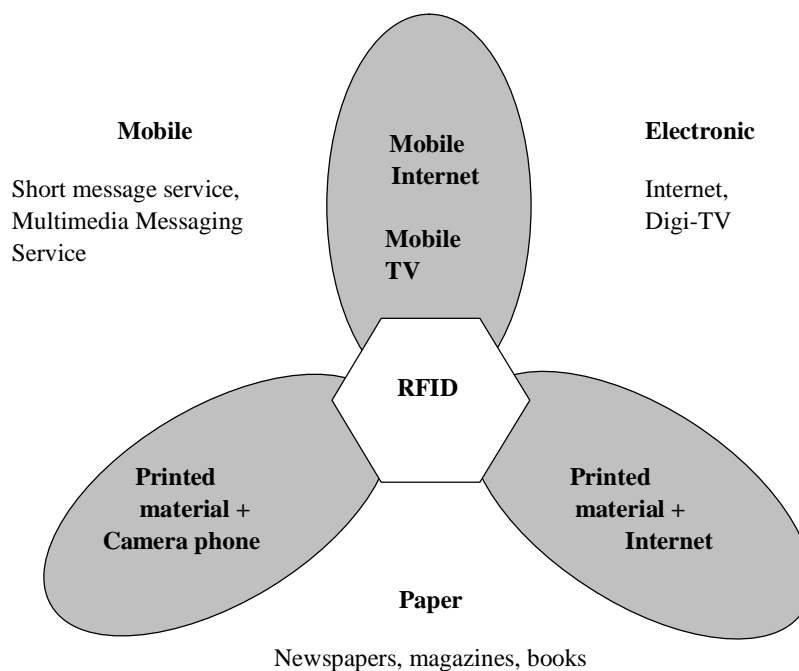 Mobile
Short message service,
Multimedia Messaging
Service
Mobile
Internet
Mobile
TV
Electronic
Internet,
Digi-TV
RFID
Printed
material +
Camera phone
Printed
material +
Internet
Paper
Newspapers, magazines, books